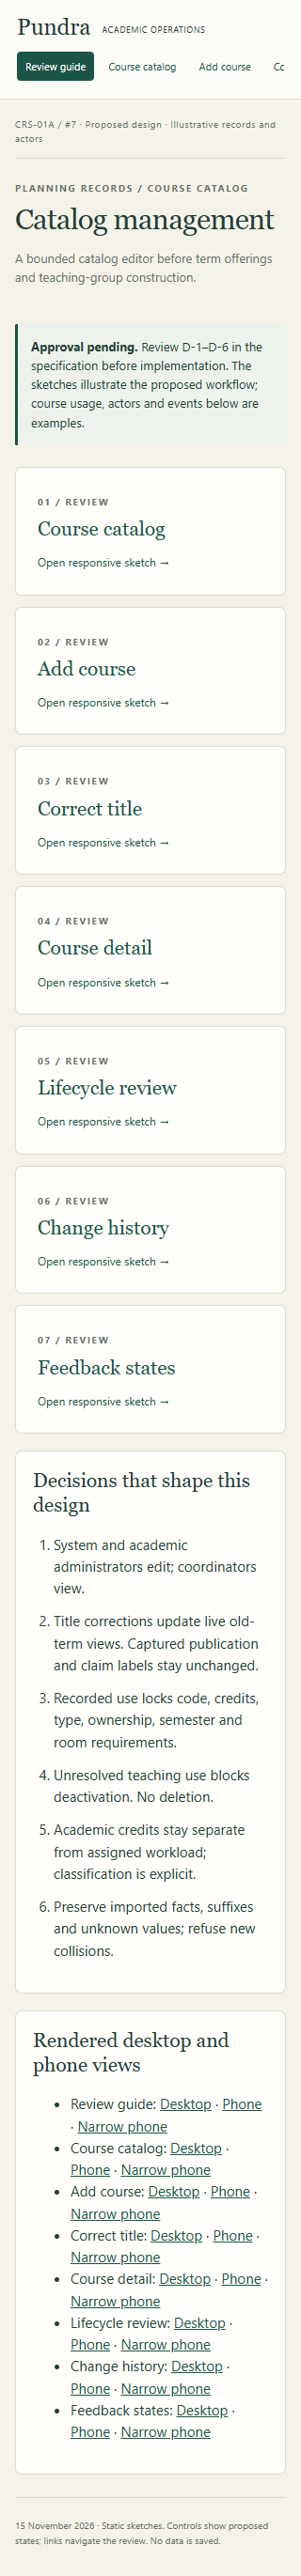 Pundra ACADEMIC OPERATIONS
Review guide Course catalog Add course Cc
CRS-01A / #7 · Proposed design · Illustrative records and
actors
PLANNING RECORDS / COURSE CATALOG
Catalog management
A bounded catalog editor before term offerings
and teaching-group construction.
Approval pending. Review D-1–D-6 in the
specification before implementation. The
sketches illustrate the proposed workflow;
course usage, actors and events below are
examples.
01 / REVIEW
Course catalog
Open responsive sketch →
02 / REVIEW
Add course
Open responsive sketch →
03 / REVIEW
Correct title
Open responsive sketch →
04 / REVIEW
Course detail
Open responsive sketch →
05 / REVIEW
Lifecycle review
Open responsive sketch →
06 / REVIEW
Change history
Open responsive sketch →
07 / REVIEW
Feedback states
Open responsive sketch →
Decisions that shape this
design
1. System and academic
administrators edit; coordinators
view.
2. Title corrections update live old-
term views. Captured publication
and claim labels stay unchanged.
3. Recorded use locks code, credits,
type, ownership, semester and
room requirements.
4. Unresolved teaching use blocks
deactivation. No deletion.
5. Academic credits stay separate
from assigned workload;
classification is explicit.
6. Preserve imported facts, suffixes
and unknown values; refuse new
collisions.
Rendered desktop and
phone views
• Review guide: Desktop · Phone
· Narrow phone
• Course catalog: Desktop ·
Phone · Narrow phone
• Add course: Desktop · Phone ·
Narrow phone
• Correct title: Desktop · Phone ·
Narrow phone
• Course detail: Desktop · Phone ·
Narrow phone
• Lifecycle review: Desktop ·
Phone · Narrow phone
• Change history: Desktop ·
Phone · Narrow phone
• Feedback states: Desktop ·
Phone · Narrow phone
15 November 2026 · Static sketches. Controls show proposed
states; links navigate the review. No data is saved.